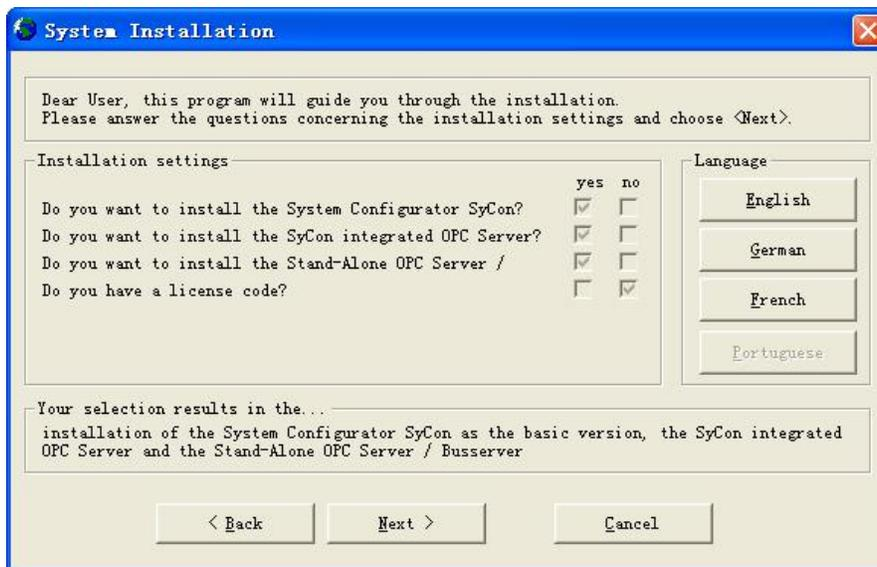 System Installation
Dear User, this program will guide you through the installation.
Please answer the questions concerning the installation settings and choose <Next>.
Installation settings
yes no
Do you want to install the System Configurator SyCon?
Do you want to install the SyCon integrated OPC Server?
Do you want to install the Stand-Alone OPC Server /
Do you have a license code?
Language
English
German
French
Portuguese
Your selection results in the...
installation of the System Configurator SyCon as the basic version, the SyCon integrated
OPC Server and the Stand-Alone OPC Server / Busserver
< Back
Next >
Cancel